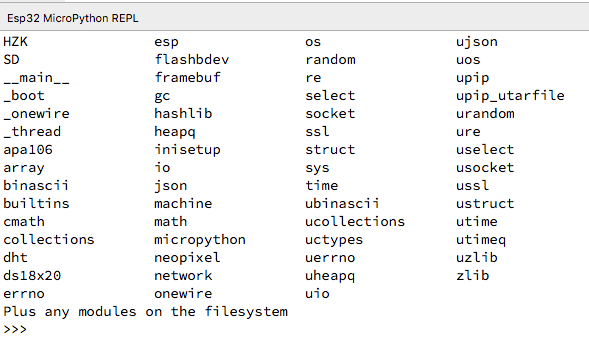 Esp32 MicroPython REPL
HZK esp os ujson
SD flashbdev random uos
__main__ framebuf re upip
_boot gc select upip_utarfile
_onewire hashlib socket urandom
_thread heapq ssl ure
apa106 inisetup struct uselect
array io sys usocket
binascii json time ussl
builtins machine ubinascii ustruct
cmath math ucollections utime
collections micropython uctypes utimeq
dht neopixel uerrno uzlib
ds18x20 network uheapq zlib
errno onewire uio
Plus any modules on the filesystem
>>>